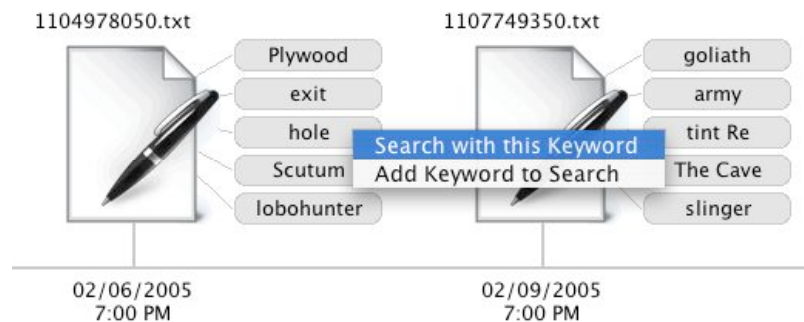 1104978050.txt
Plywood
exit
hole
Scutum
lobohunter
02/06/2005
7:00 PM
Search with this Keyword
Add Keyword to Search
1107749350.txt
goliath
army
tint Re
The Cave
slinger
02/09/2005
7:00 PM